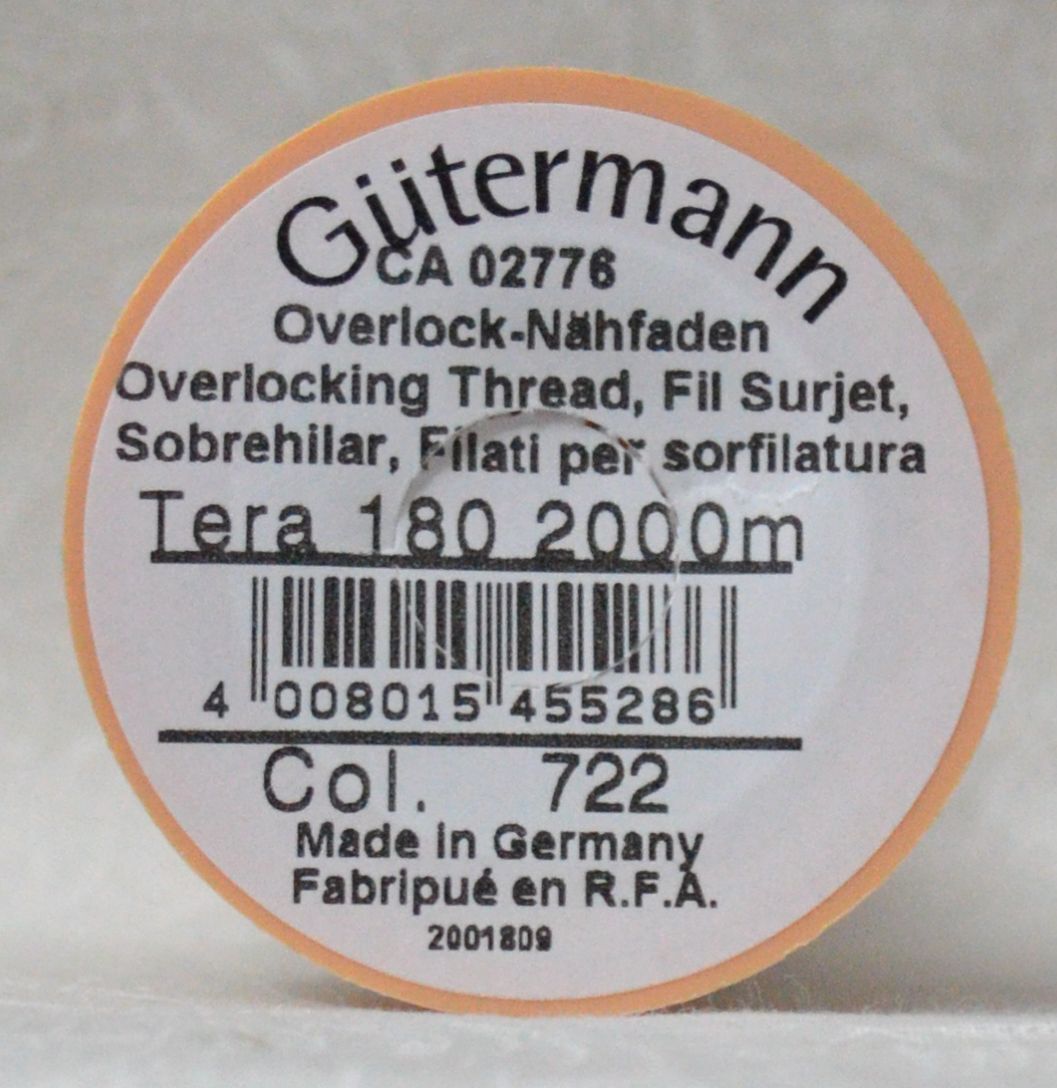 Gütermann
CA 02776
Overlock-Nähfaden
Overlocking Thread, Fil Surjet,
Sobrehilar, Filati per sorfilatura
Tera 180 2000m
4 008015 455286
Col. 722
Made in Germany
Fabripué en R.F.A.
2001809